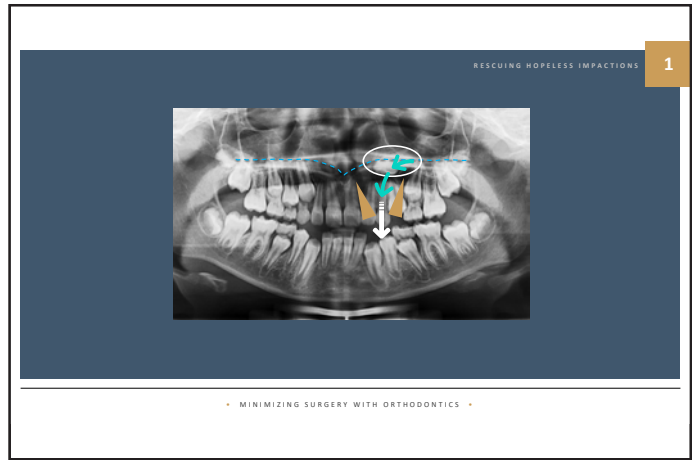 RESCUING HOPELESS IMPACTIONS
1
• MINIMIZING SURGERY WITH ORTHODONTICS •